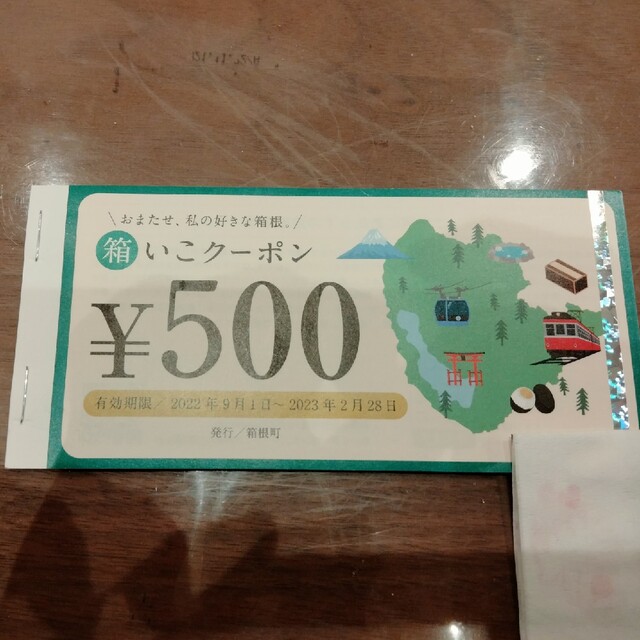 ＼おまたせ、私の好きな箱根。／
箱いこクーポン
¥500
有効期限／2022年9月1日～2023年2月28日
発行／箱根町